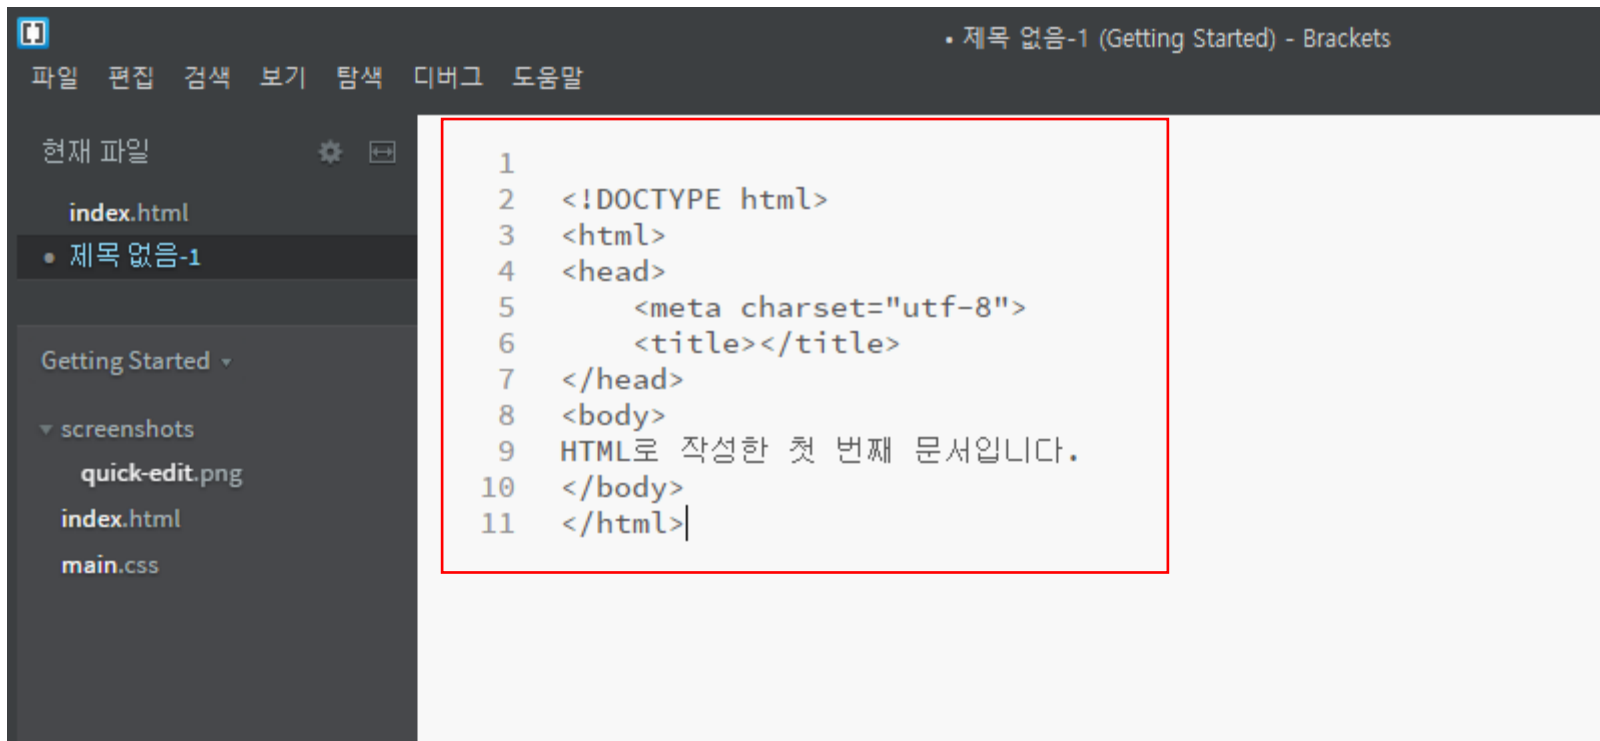 • 제목 없음-1 (Getting Started) - Brackets
파일 편집 검색 보기 탐색 디버그 도움말
현재 파일
index.html
• 제목 없음-1
Getting Started
screenshots
quick-edit.png
index.html
main.css
1
2 <!DOCTYPE html>
3 <html>
4 <head>
5     <meta charset="utf-8">
6     <title></title>
7 </head>
8 <body>
9 HTML로 작성한 첫 번째 문서입니다.
10 </body>
11 </html>